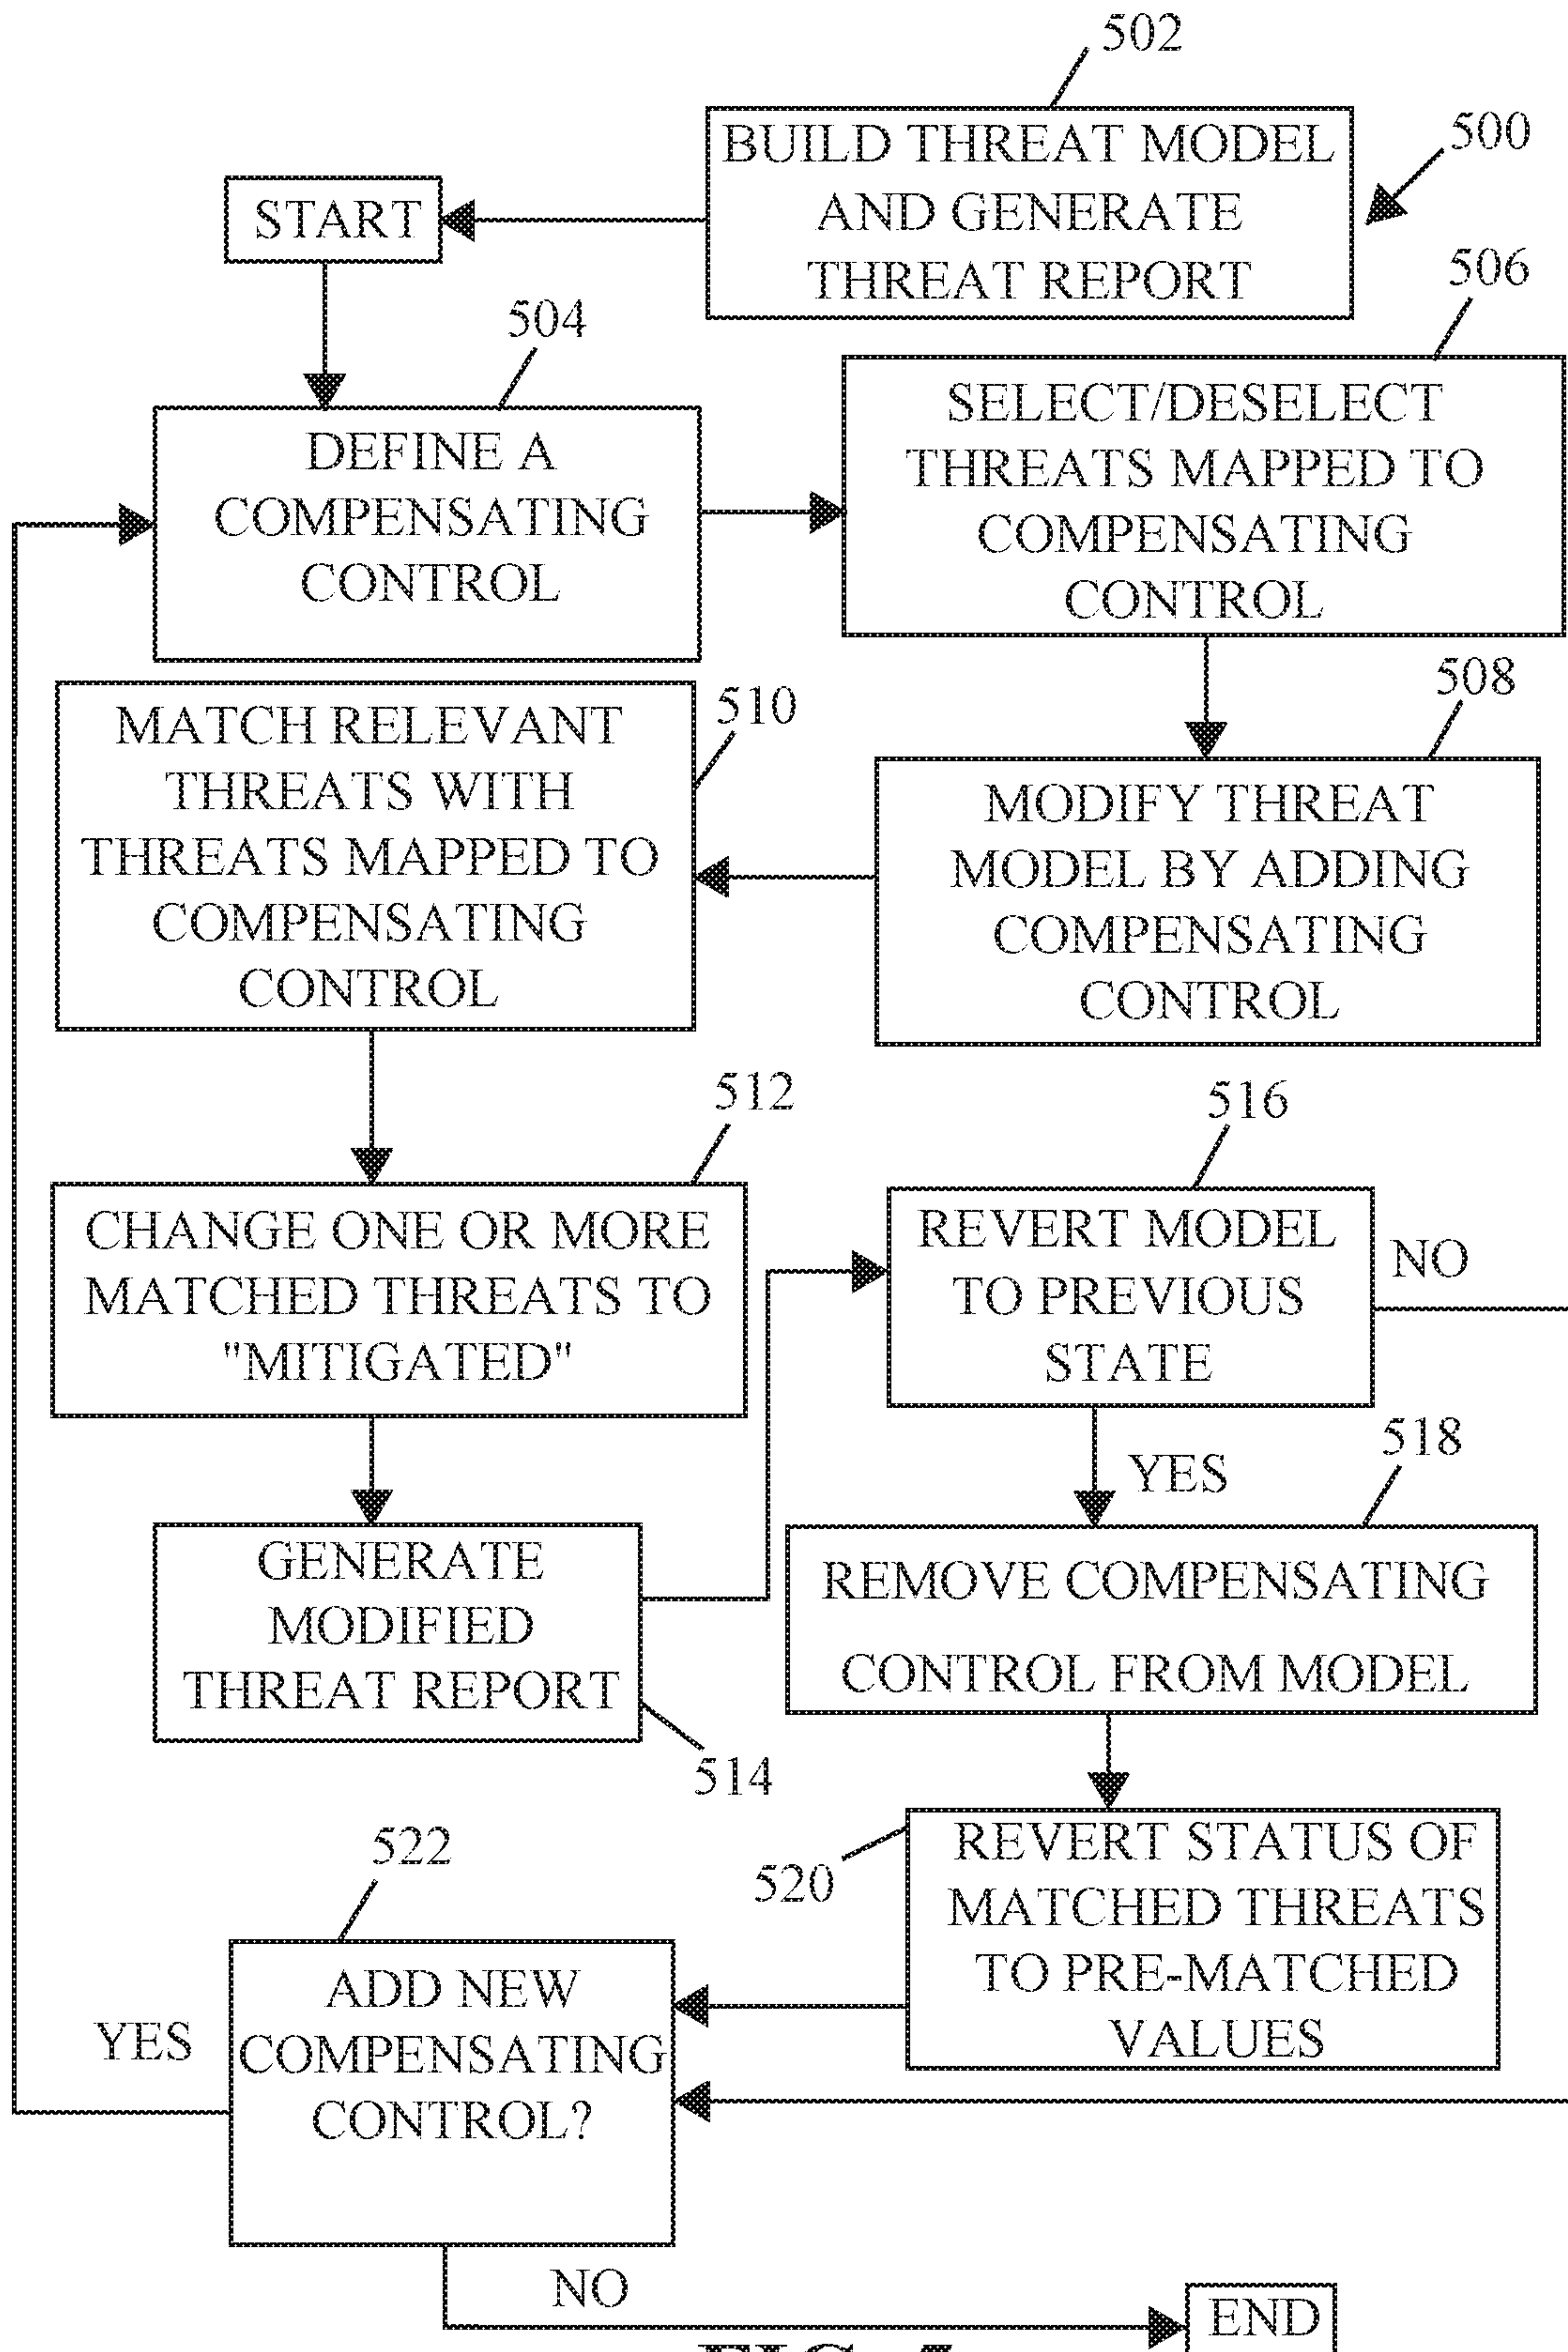 502
BUILD THREAT MODEL
AND GENERATE
THREAT REPORT
500
START
504
DEFINE A
COMPENSATING
CONTROL
506
SELECT/DESELECT
THREATS MAPPED TO
COMPENSATING
CONTROL
508
MODIFY THREAT
MODEL BY ADDING
COMPENSATING
CONTROL
510
MATCH RELEVANT
THREATS WITH
THREATS MAPPED TO
COMPENSATING
CONTROL
512
CHANGE ONE OR MORE
MATCHED THREATS TO
"MITIGATED"
514
GENERATE
MODIFIED
THREAT REPORT
516
REVERT MODEL
TO PREVIOUS
STATE
NO
YES
518
REMOVE COMPENSATING
CONTROL FROM MODEL
520
REVERT STATUS OF
MATCHED THREATS
TO PRE-MATCHED
VALUES
522
ADD NEW
COMPENSATING
CONTROL?
YES
NO
END